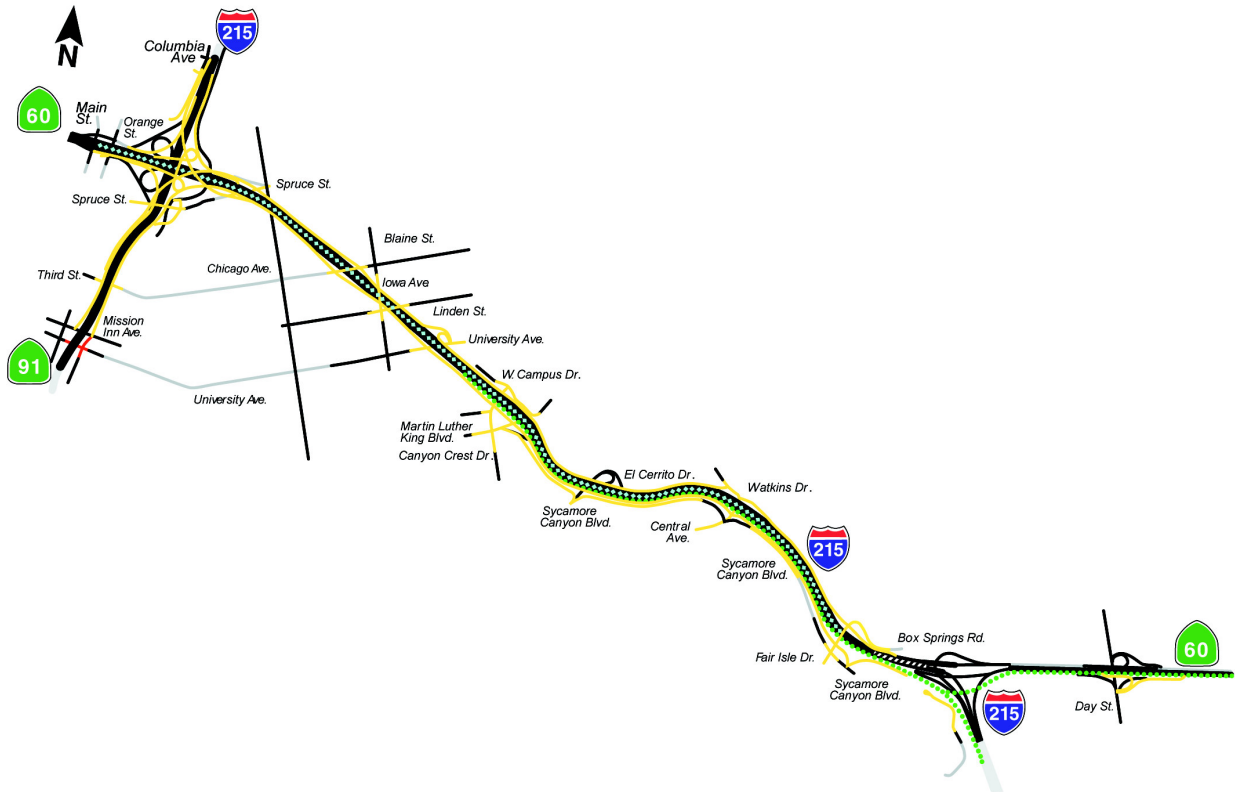 215
Columbia
Ave
N
60
Main
St.
Orange
St.
Spruce St.
Spruce St.
Blaine St.
Third St.
Chicago Ave.
Iowa Ave
Linden St.
Mission
Inn Ave.
University Ave.
91
W. Campus Dr.
University Ave.
Martin Luther
King Blvd.
Canyon Crest Dr.
El Cerrito Dr.
Watkins Dr.
Sycamore
Canyon Blvd.
Central
Ave.
215
Sycamore
Canyon Blvd.
Box Springs Rd.
60
Fair Isle Dr.
Sycamore
Canyon Blvd.
215
Day St.